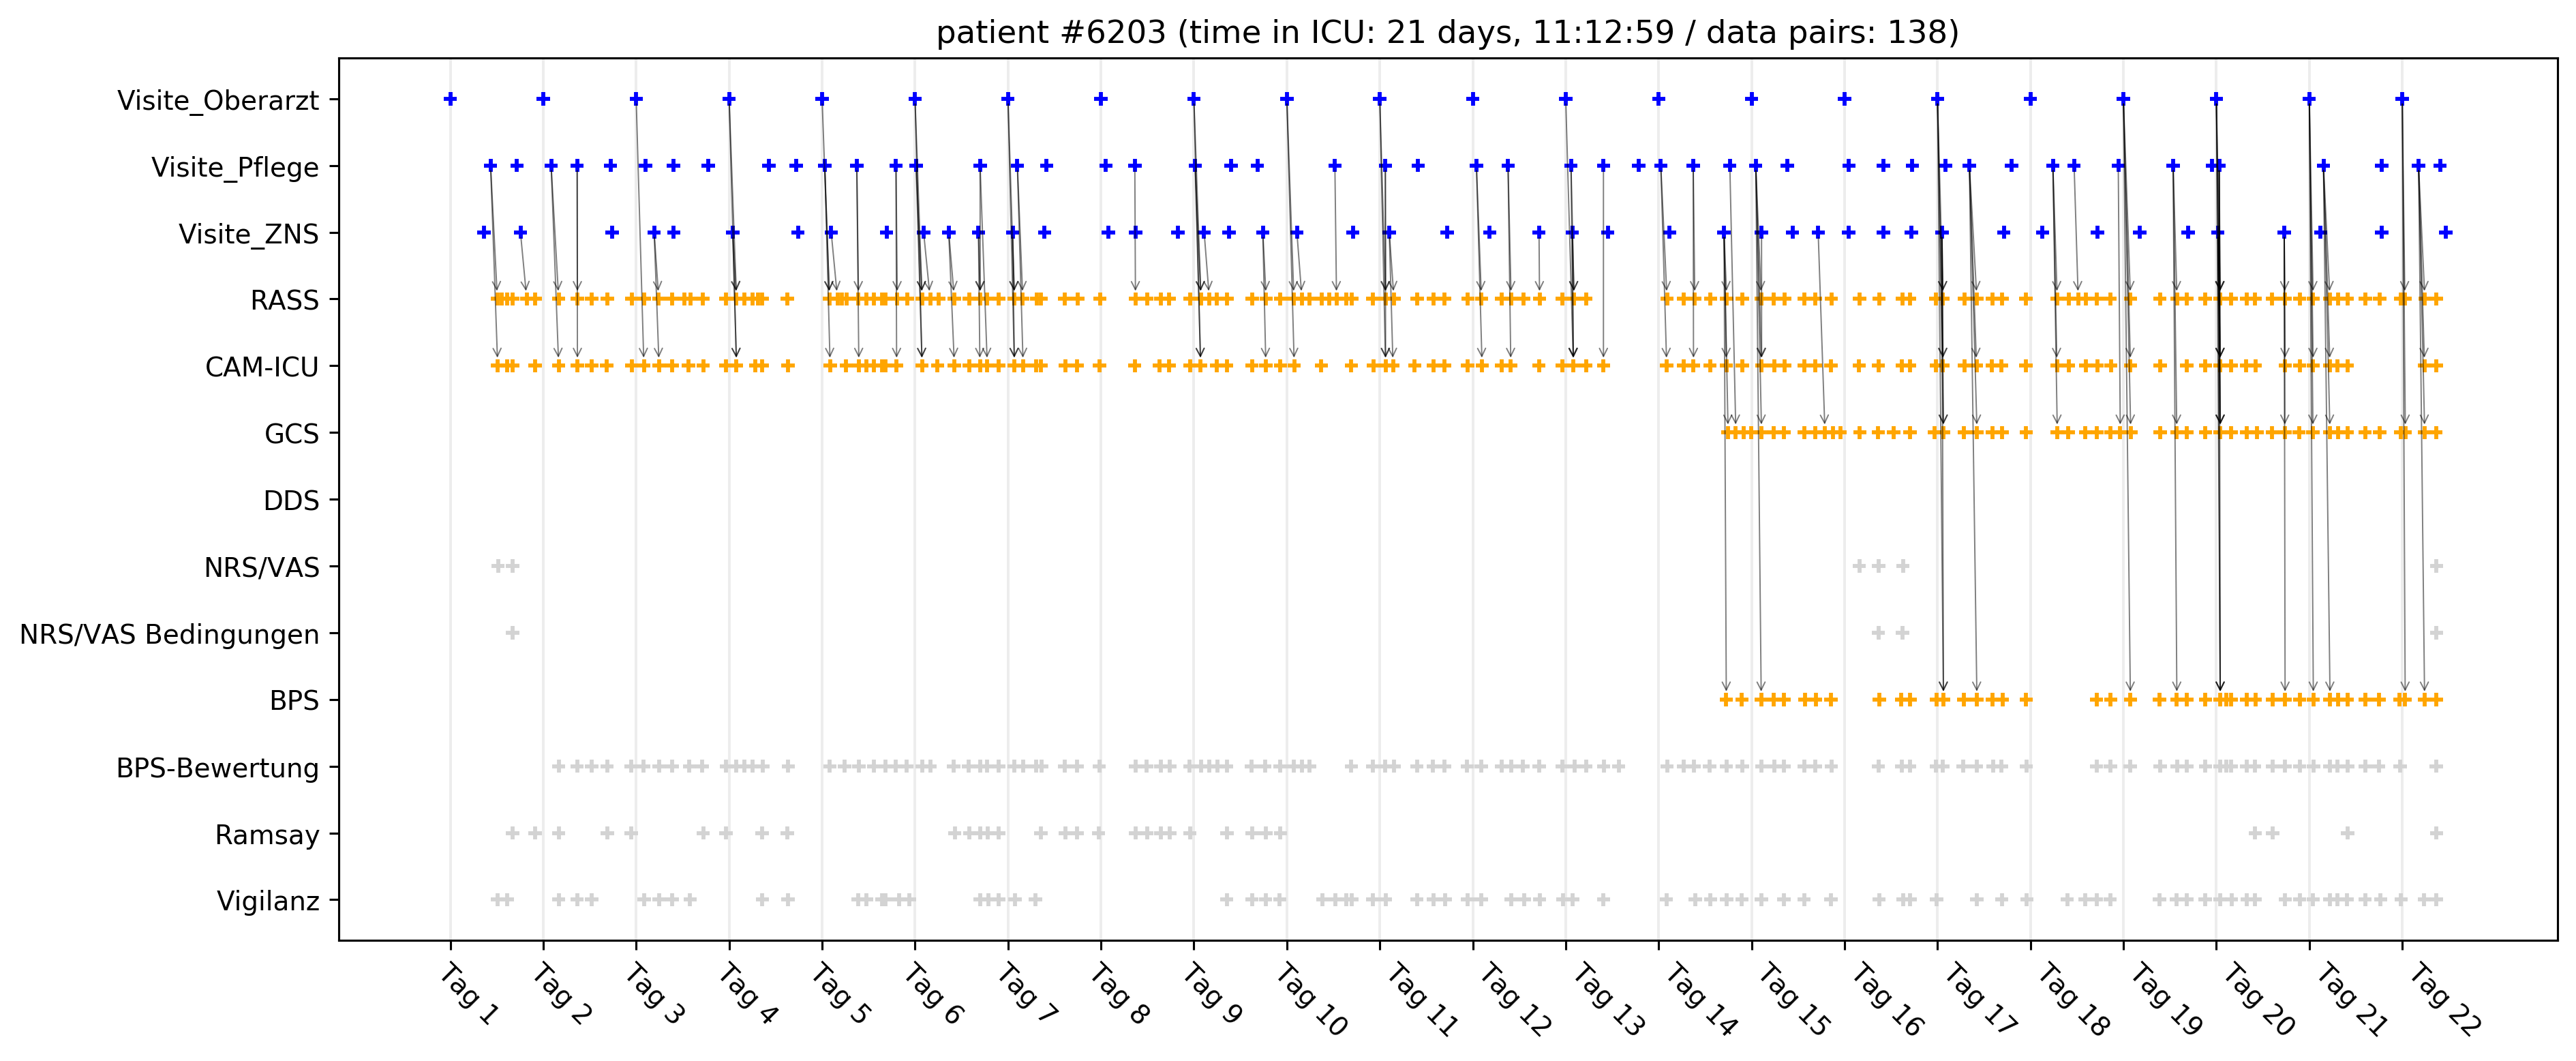 patient #6203 (time in ICU: 21 days, 11:12:59 / data pairs: 138)
Visite_Oberarzt
Visite_Pflege
Visite_ZNS
RASS
CAM-ICU
GCS
DDS
NRS/VAS
NRS/VAS Bedingungen
BPS
BPS-Bewertung
Ramsay
Vigilanz
Tag 1
Tag 2
Tag 3
Tag 4
Tag 5
Tag 6
Tag 7
Tag 8
Tag 9
Tag 10
Tag 11
Tag 12
Tag 13
Tag 14
Tag 15
Tag 16
Tag 17
Tag 18
Tag 19
Tag 20
Tag 21
Tag 22